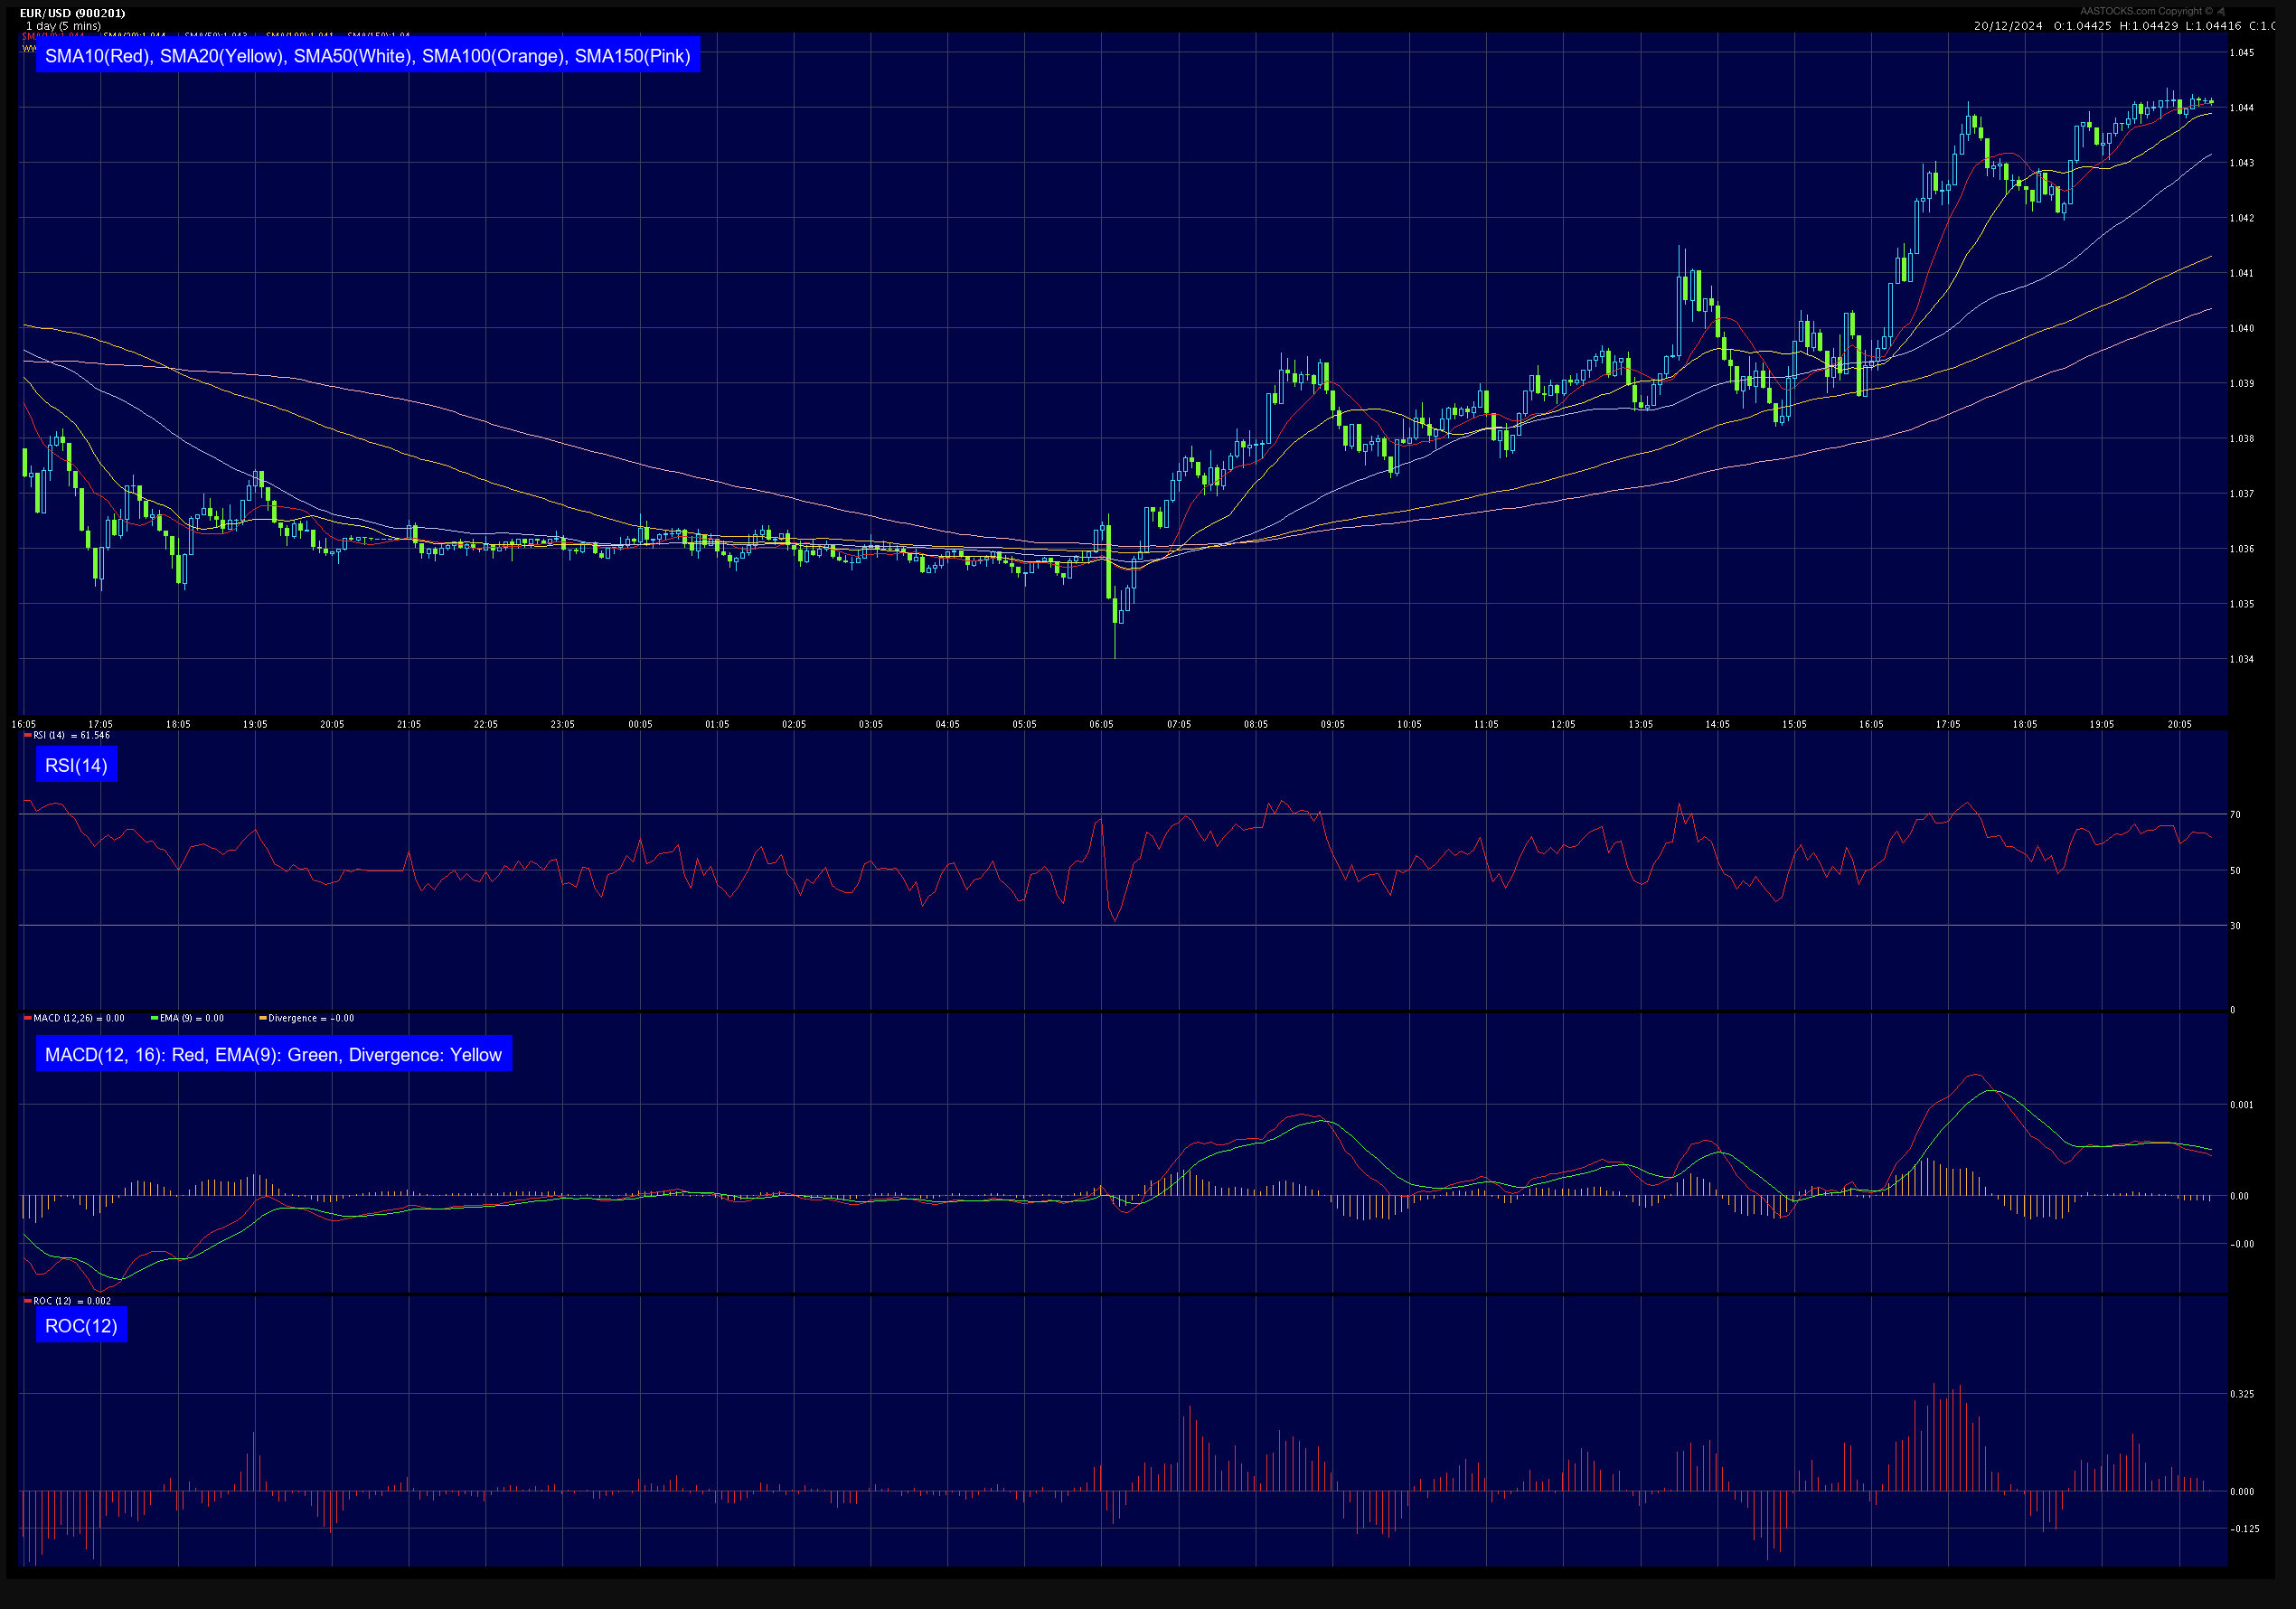 EUR/USD (900201)
AASTOCKS.com Copyright ©
1 day (5 mins)
20/12/2024 O:1.04425 H:1.04429 L:1.04416 C:1.0
SMA10(Red), SMA20(Yellow), SMA50(White), SMA100(Orange), SMA150(Pink)
1.045
1.044
1.043
1.042
1.041
1.040
1.039
1.038
1.037
1.036
1.035
1.034
16:05 17:05 18:05 19:05 20:05 21:05 22:05 23:05 00:05 01:05 02:05 03:05 04:05 05:05 06:05 07:05 08:05 09:05 10:05 11:05 12:05 13:05 14:05 15:05 16:05 17:05 18:05 19:05 20:05
RSI (14) = 61.546
RSI(14)
70
50
30
0
MACD (12,26) = 0.00 EMA (9) = 0.00 Divergence = -0.00
MACD(12, 16): Red, EMA(9): Green, Divergence: Yellow
0.001
0.00
-0.00
ROC (12) = 0.002
ROC(12)
0.325
0.000
-0.125